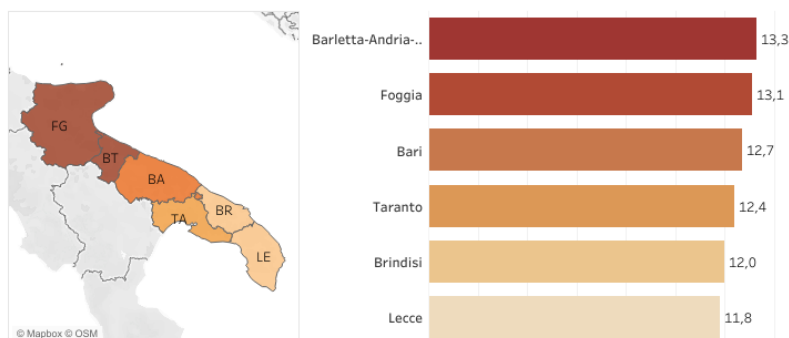 FG
BT
BA
BR
TA
LE
© Mapbox © OSM
Barletta-Andria-.. 13,3
Foggia 13,1
Bari 12,7
Taranto 12,4
Brindisi 12,0
Lecce 11,8